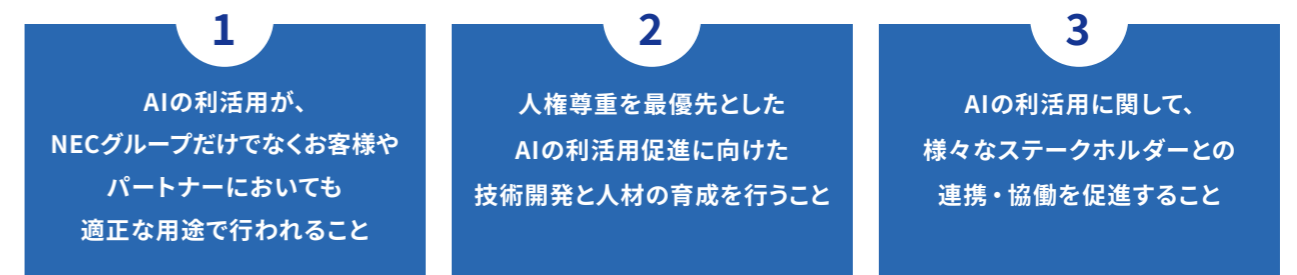 1
AIの利活用が、
NECグループだけでなくお客様や
パートナーにおいても
適正な用途で行われること
2
人権尊重を最優先とした
AIの利活用促進に向けた
技術開発と人材の育成を行うこと
3
AIの利活用に関して、
様々なステークホルダーとの
連携・協働を促進すること